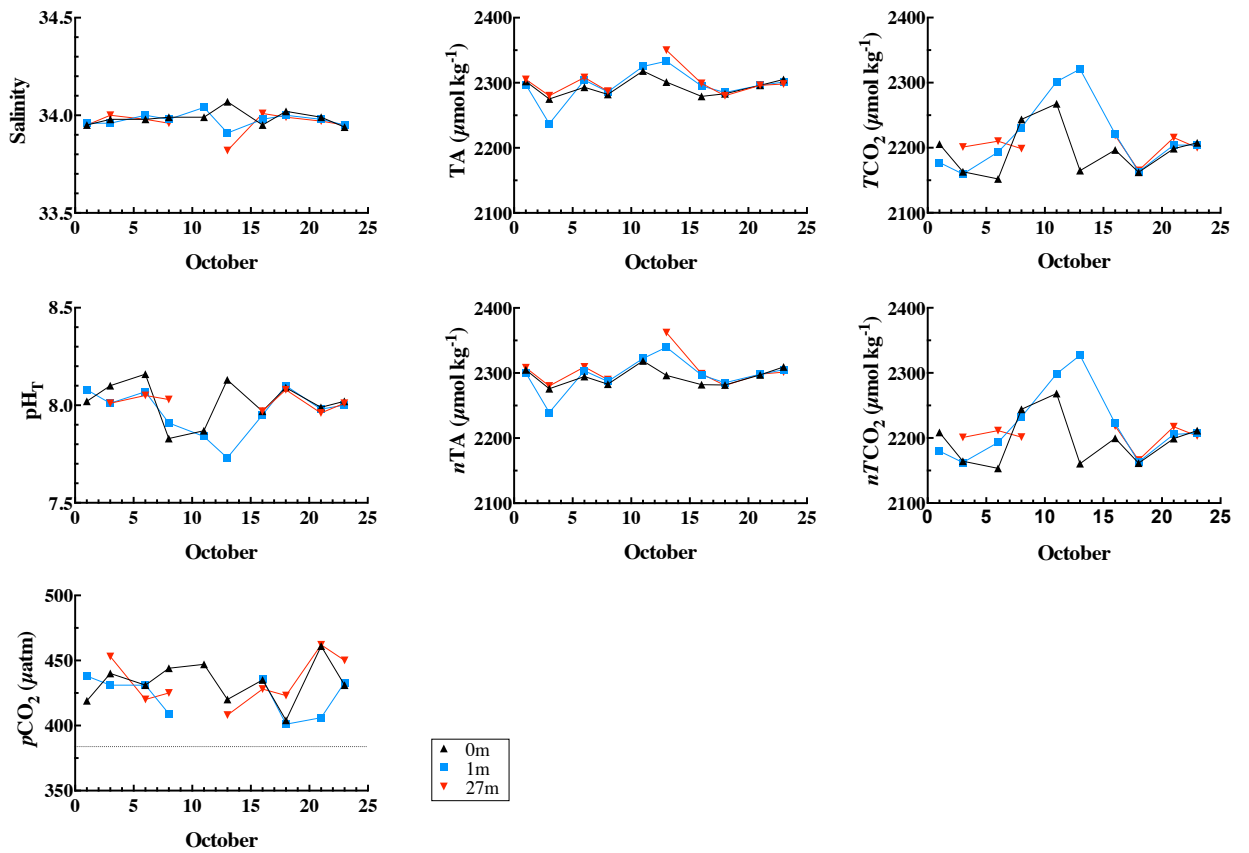 34.5
34.0
33.5
Salinity
0 5 10 15 20 25
October
2400
2300
2200
2100
TA (µmol kg⁻¹)
0 5 10 15 20 25
October
2400
2300
2200
2100
TCO₂ (µmol kg⁻¹)
0 5 10 15 20 25
October
8.5
8.0
7.5
pH_T
0 5 10 15 20 25
October
2400
2300
2200
2100
nTA (µmol kg⁻¹)
0 5 10 15 20 25
October
2400
2300
2200
2100
nTCO₂ (µmol kg⁻¹)
0 5 10 15 20 25
October
500
450
400
350
pCO₂ (µatm)
0 5 10 15 20 25
October
0m
1m
27m